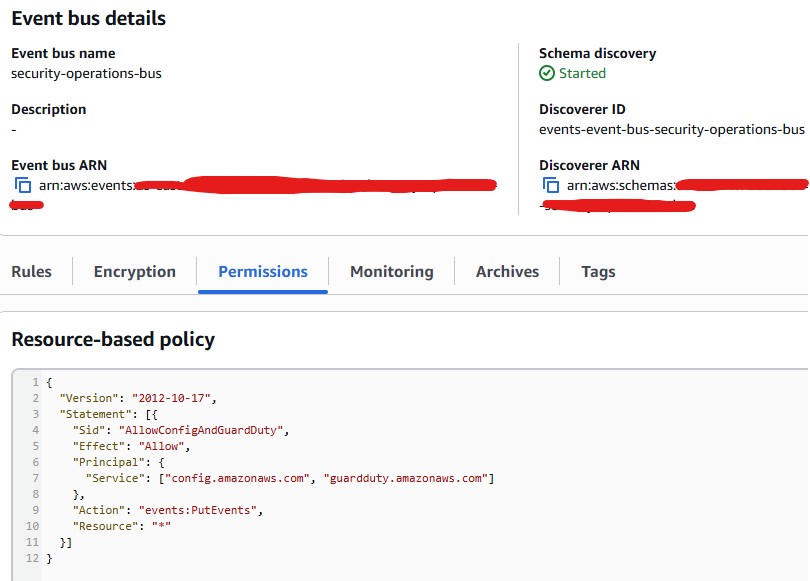 Event bus details
Event bus name
security-operations-bus
Description
-
Event bus ARN
arn:aws:events:
Schema discovery
Started
Discoverer ID
events-event-bus-security-operations-bus
Discoverer ARN
arn:aws:schemas:
Rules
Encryption
Permissions
Monitoring
Archives
Tags
Resource-based policy
1 {
2 "Version": "2012-10-17",
3 "Statement": [{
4 "Sid": "AllowConfigAndGuardDuty",
5 "Effect": "Allow",
6 "Principal": {
7 "Service": ["config.amazonaws.com", "guardduty.amazonaws.com"]
8 },
9 "Action": "events:PutEvents",
10 "Resource": "*"
11 }]
12 }